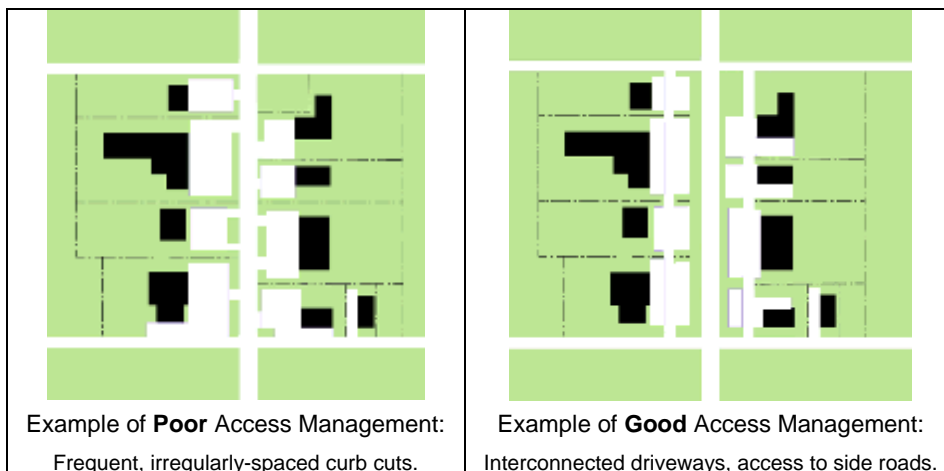 Example of Poor Access Management:
Frequent, irregularly-spaced curb cuts.
Example of Good Access Management:
Interconnected driveways, access to side roads.